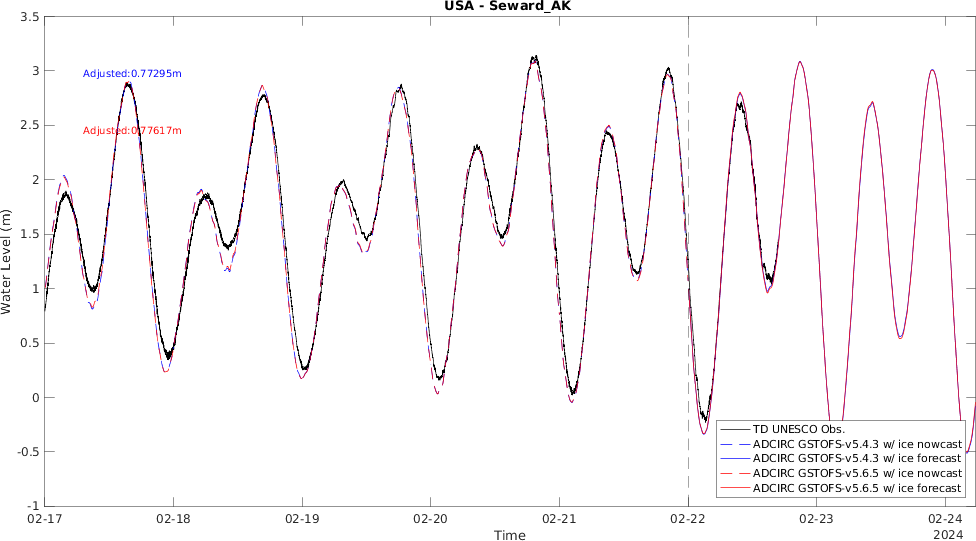 USA - Seward_AK
3.5
3
2.5
2
1.5
1
0.5
0
-0.5
-1
Water Level (m)
Adjusted:0.77295m
Adjusted:0.77617m
TD UNESCO Obs.
ADCIRC GSTOFS-v5.4.3 w/ ice nowcast
ADCIRC GSTOFS-v5.4.3 w/ ice forecast
ADCIRC GSTOFS-v5.6.5 w/ ice nowcast
ADCIRC GSTOFS-v5.6.5 w/ ice forecast
02-17 02-18 02-19 02-20 02-21 02-22 02-23 02-24
Time
2024